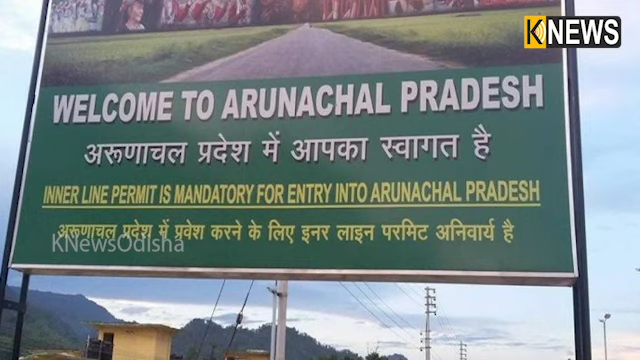 KNEWS
WELCOME TO ARUNACHAL PRADESH
अरूणाचल प्रदेश में आपका स्वागत है
INNER LINE PERMIT IS MANDATORY FOR ENTRY INTO ARUNACHAL PRADESH
अरूणाचल प्रदेश में प्रवेश करने के लिए इनर लाइन परमिट अनिवार्य है
KNewsOdisha